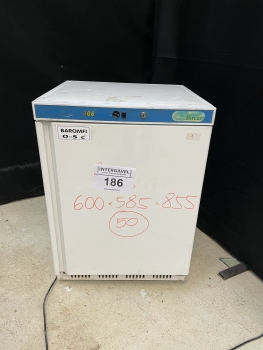 BAROMFI
0-5 C
INTERGAVEL
186
600 × 585 × 855
50